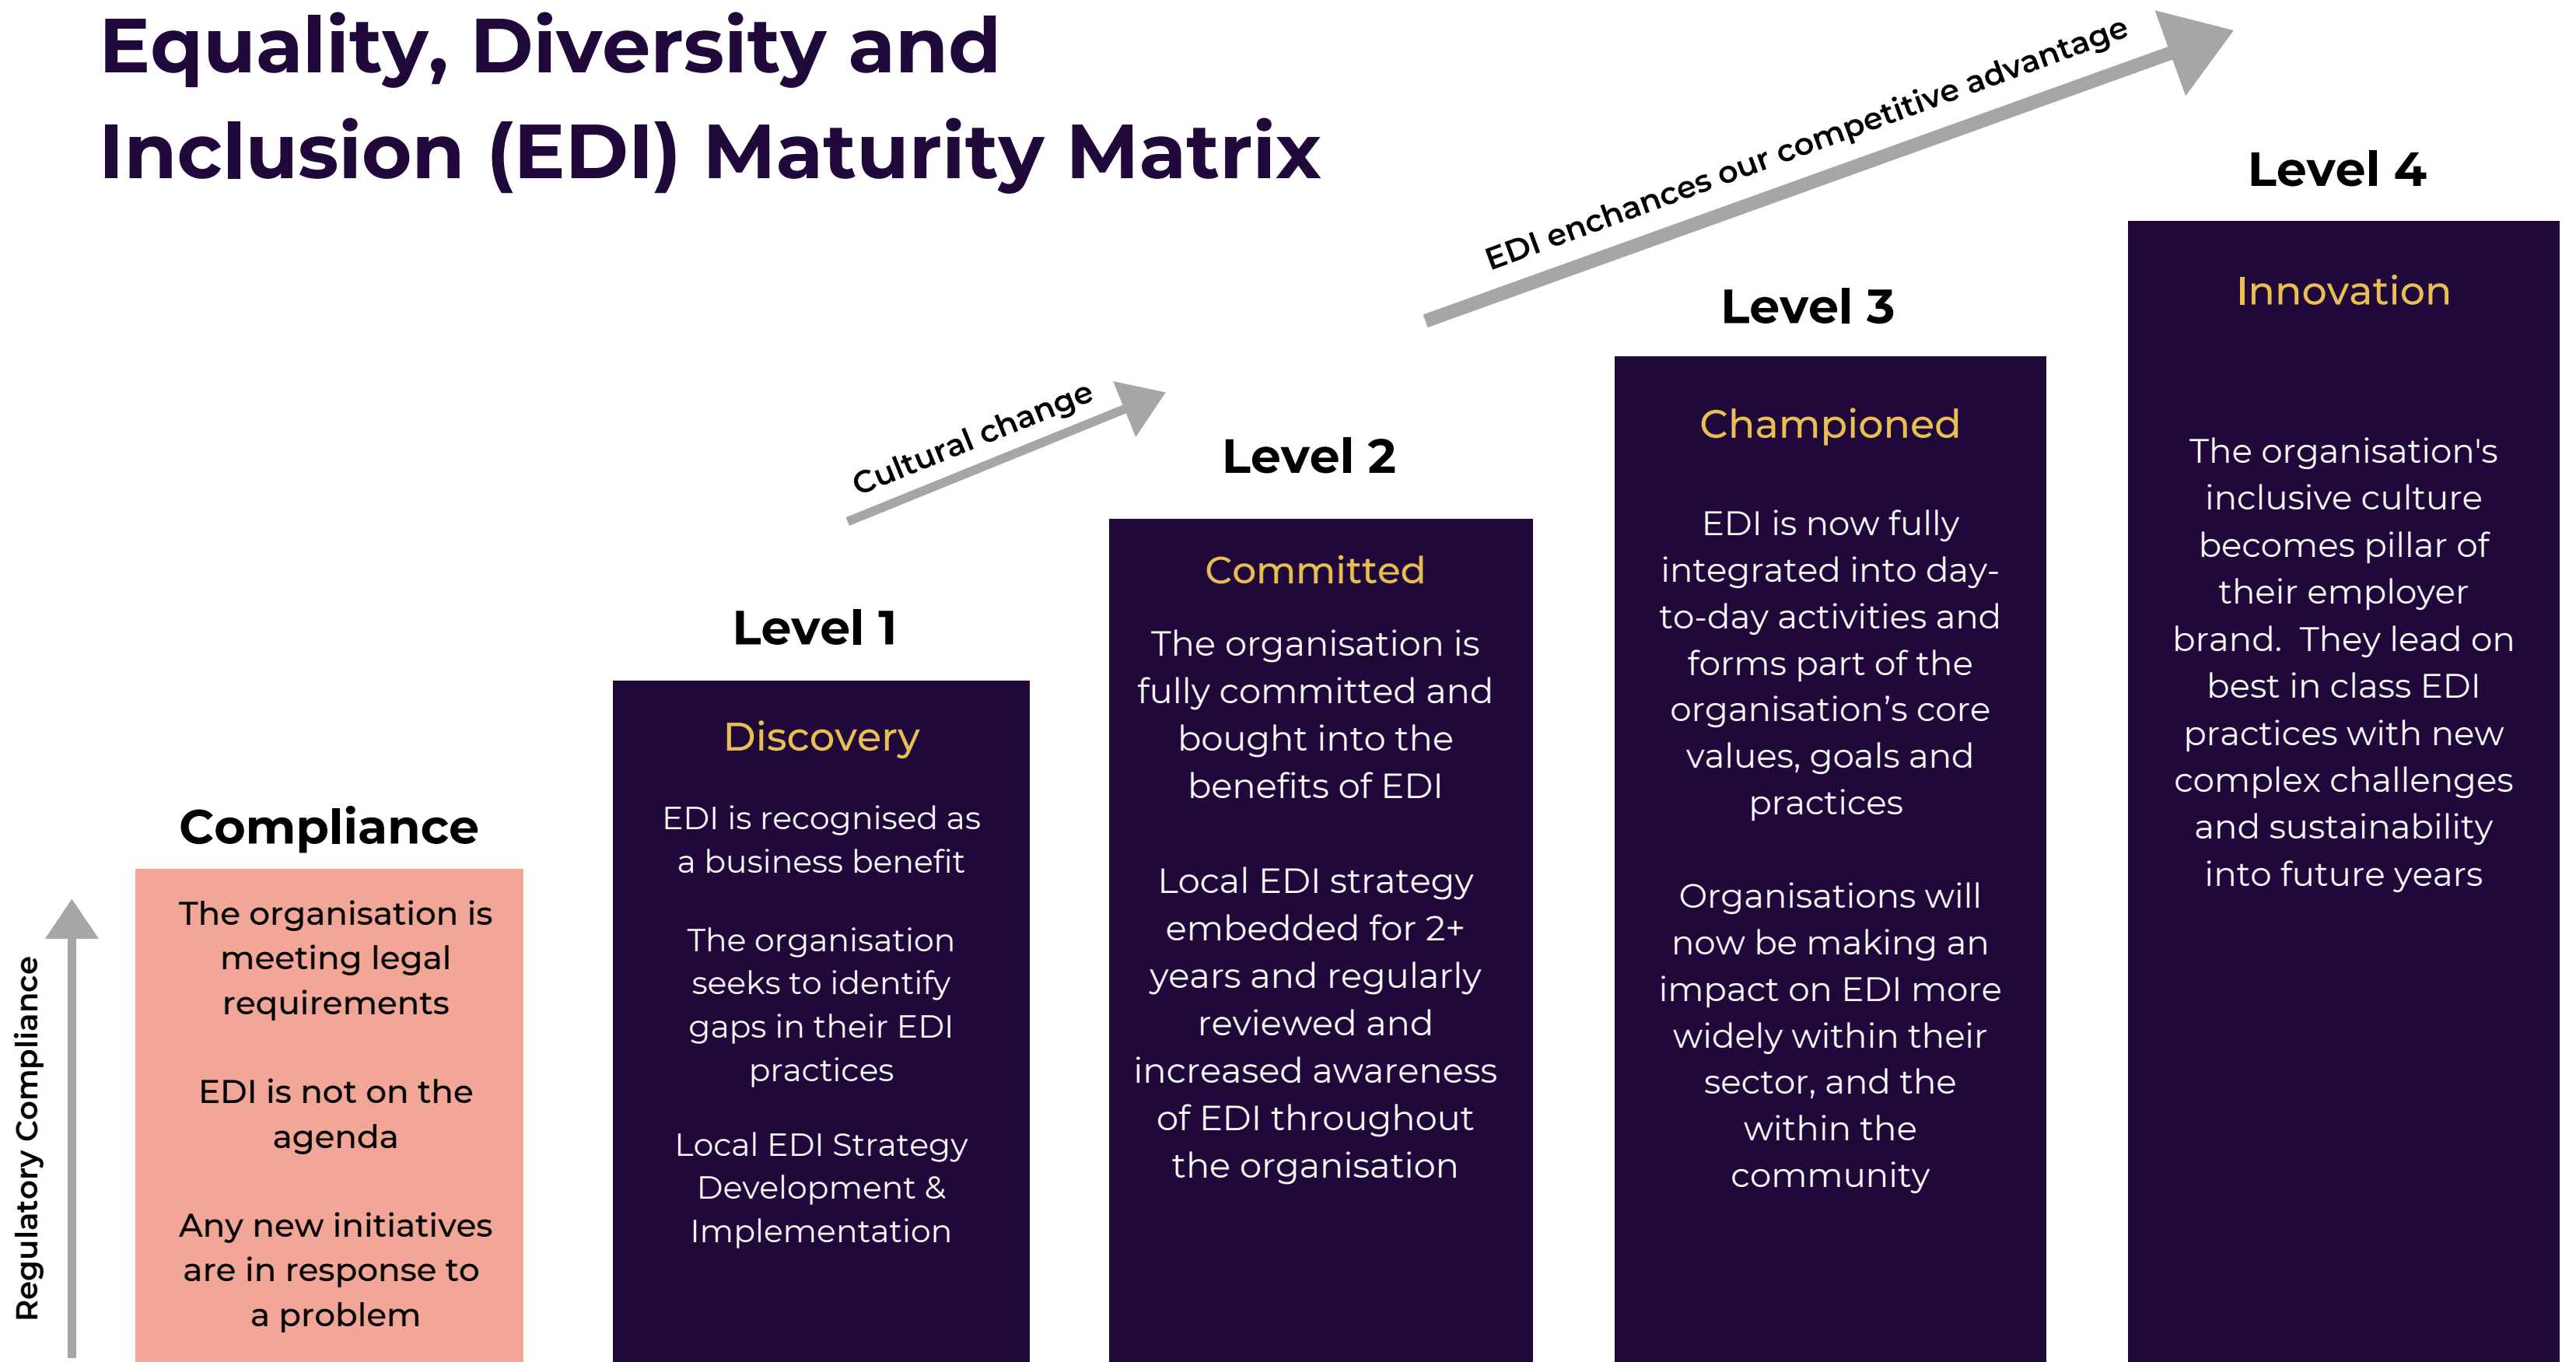 Equality, Diversity and
Inclusion (EDI) Maturity Matrix
Regulatory Compliance
Compliance
The organisation is
meeting legal
requirements
EDI is not on the
agenda
Any new initiatives
are in response to
a problem
Level 1
Discovery
EDI is recognised as
a business benefit
The organisation
seeks to identify
gaps in their EDI
practices
Local EDI Strategy
Development &
Implementation
Cultural change
Level 2
Committed
The organisation is
fully committed and
bought into the
benefits of EDI
Local EDI strategy
embedded for 2+
years and regularly
reviewed and
increased awareness
of EDI throughout
the organisation
EDI enchances our competitive advantage
Level 3
Championed
EDI is now fully
integrated into day-
to-day activities and
forms part of the
organisation’s core
values, goals and
practices
Organisations will
now be making an
impact on EDI more
widely within their
sector, and the
within the
community
Level 4
Innovation
The organisation's
inclusive culture
becomes pillar of
their employer
brand.  They lead on
best in class EDI
practices with new
complex challenges
and sustainability
into future years